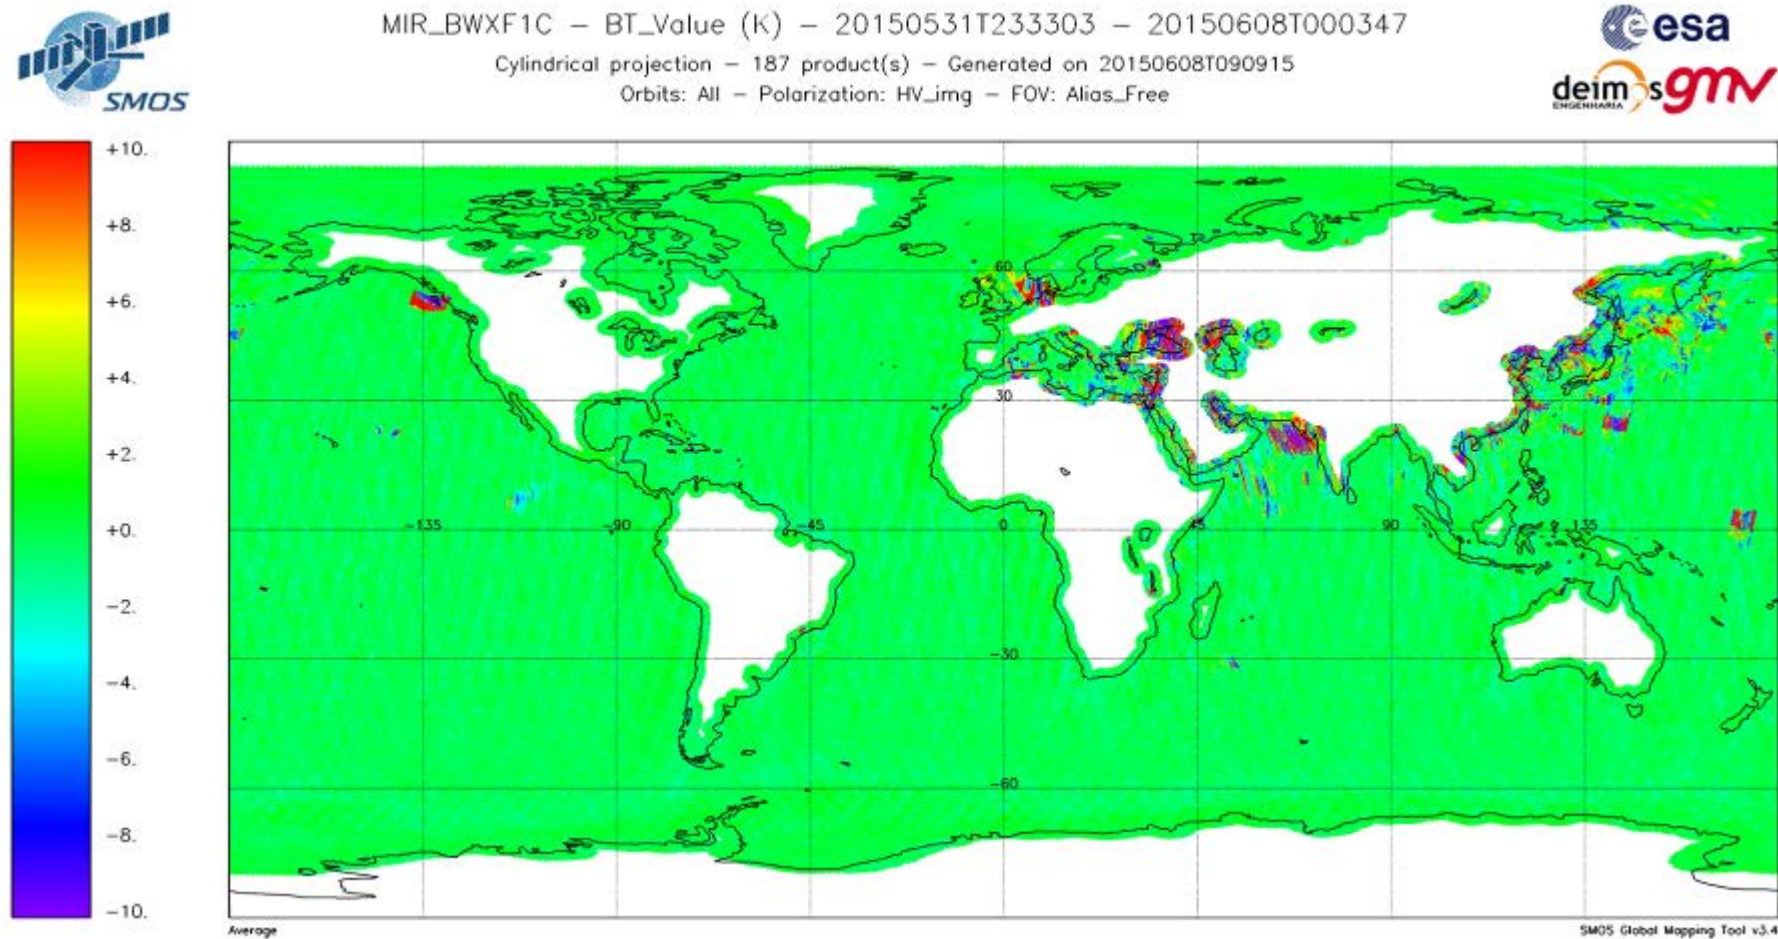 MIR_BWXF1C – BT_Value (K) – 20150531T233303 – 20150608T000347
Cylindrical projection – 187 product(s) – Generated on 20150608T090915
Orbits: All – Polarization: HV_img – FOV: Alias_Free
SMOS
esa
deimos
ENGENHARIA
gmv
+10.
+8.
+6.
+4.
+2.
+0.
-2.
-4.
-6.
-8.
-10.
60
30
-135
-90
-45
0
45
90
135
-30
-60
Average
SMOS Global Mapping Tool v3.4